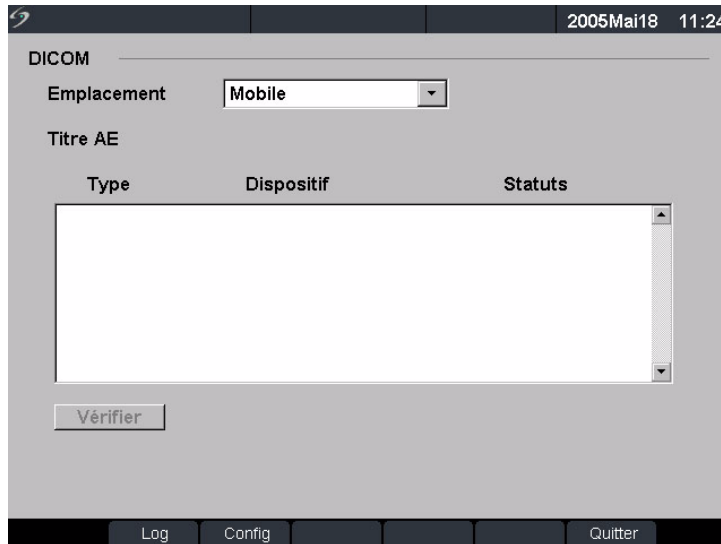 2005Mai18 11:24
DICOM
Emplacement Mobile
Titre AE
Type Dispositif Statuts
Vérifier
Log Config Quitter